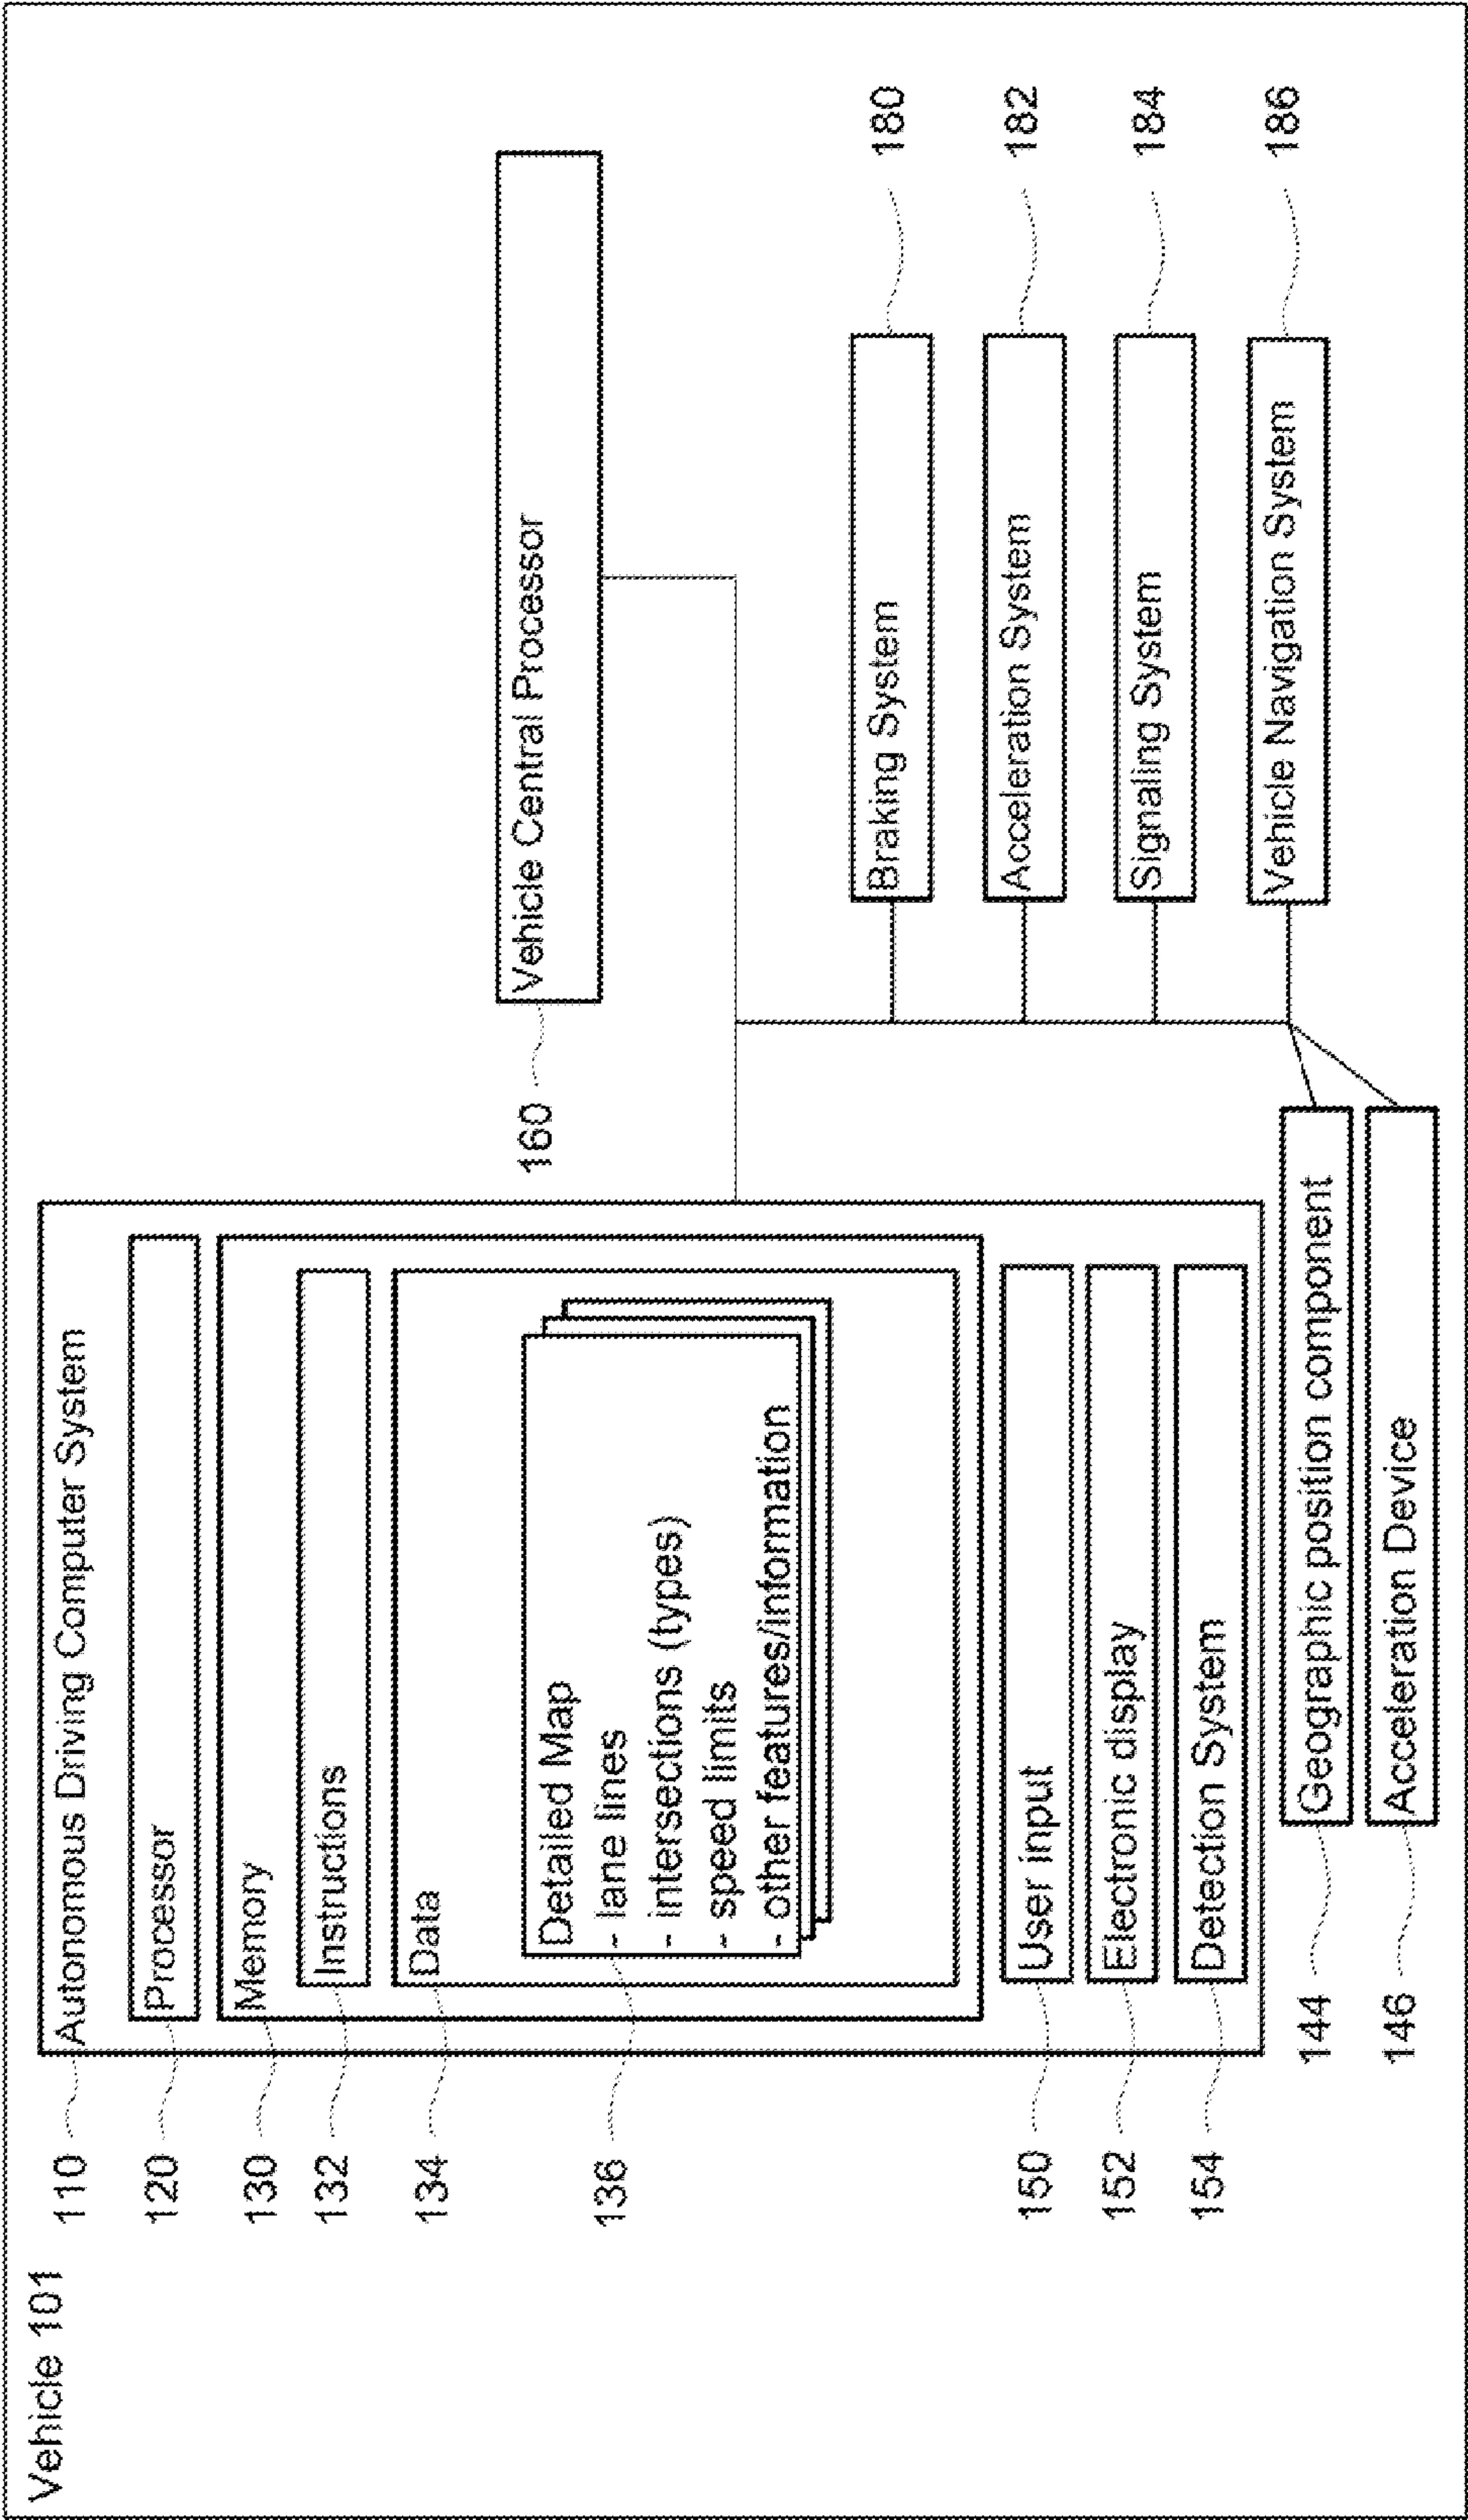 Vehicle 101
110
Autonomous Driving Computer System
120
Processor
130
Memory
132
Instructions
134
Data
136
Detailed Map
- lane lines
- intersections (types)
- speed limits
- other features/information
150
User input
152
Electronic display
154
Detection System
144
Geographic position component
146
Acceleration Device
160
Vehicle Central Processor
Braking System
180
Acceleration System
182
Signaling System
184
Vehicle Navigation System
186